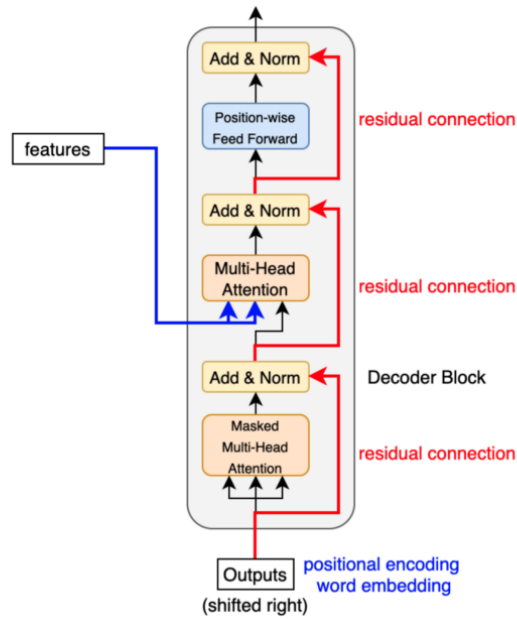 Add & Norm
Position-wise
Feed Forward
residual connection
features
Add & Norm
Multi-Head
Attention
residual connection
Add & Norm
Decoder Block
Masked
Multi-Head
Attention
residual connection
Outputs
(shifted right)
positional encoding
word embedding